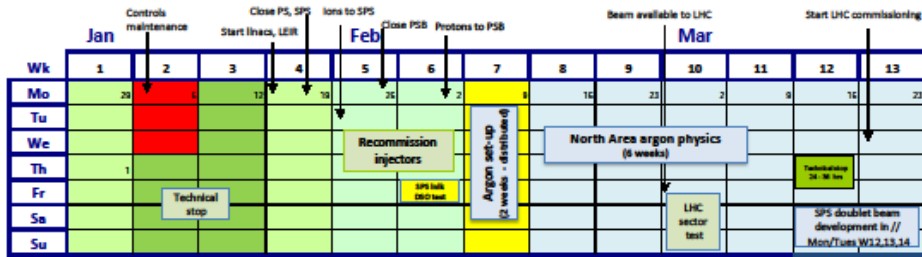 Controls
maintenance
Close PS, SPS
Ions to SPS
Beam available to LHC
Start LHC commissioning
Jan
Start linacs, LEIR
Feb
Close PSB
Protons to PSB
Mar
Wk 1 2 3 4 5 6 7 8 9 10 11 12 13
Mo 29 5 12 19 26 2 9 16 23 2 9 16 23
Tu
We
Th 1
Fr
Sa
Su
Recommission
injectors
Argon set-up
(2 weeks - distributed)
North Area argon physics
(6 weeks)
Technical stop
24 - 36 hrs
Technical
stop
SPS
DSO test
LHC
sector
test
SPS doublet beam
development in //
Mon/Tues W12,13,14